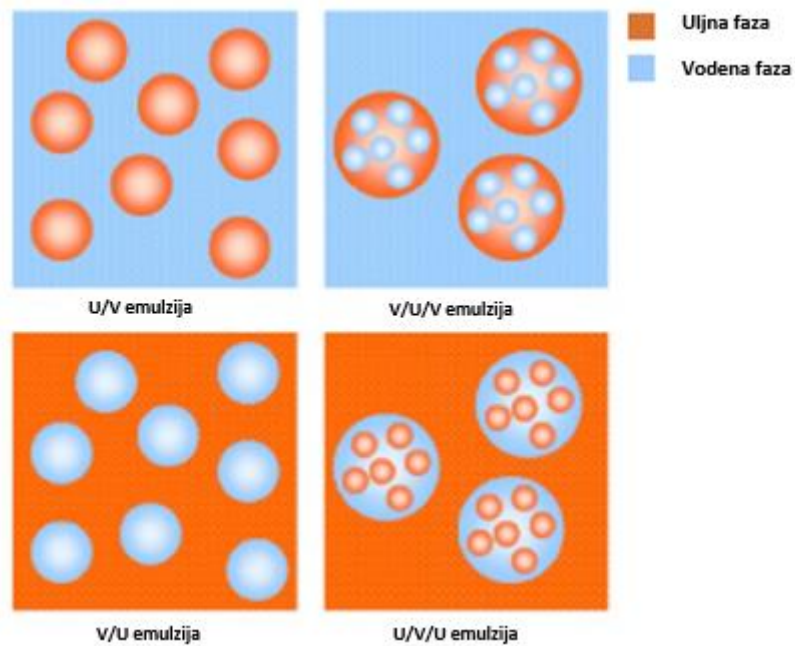 Uljna faza
Vodena faza
U/V emulzija
V/U/V emulzija
V/U emulzija
U/V/U emulzija